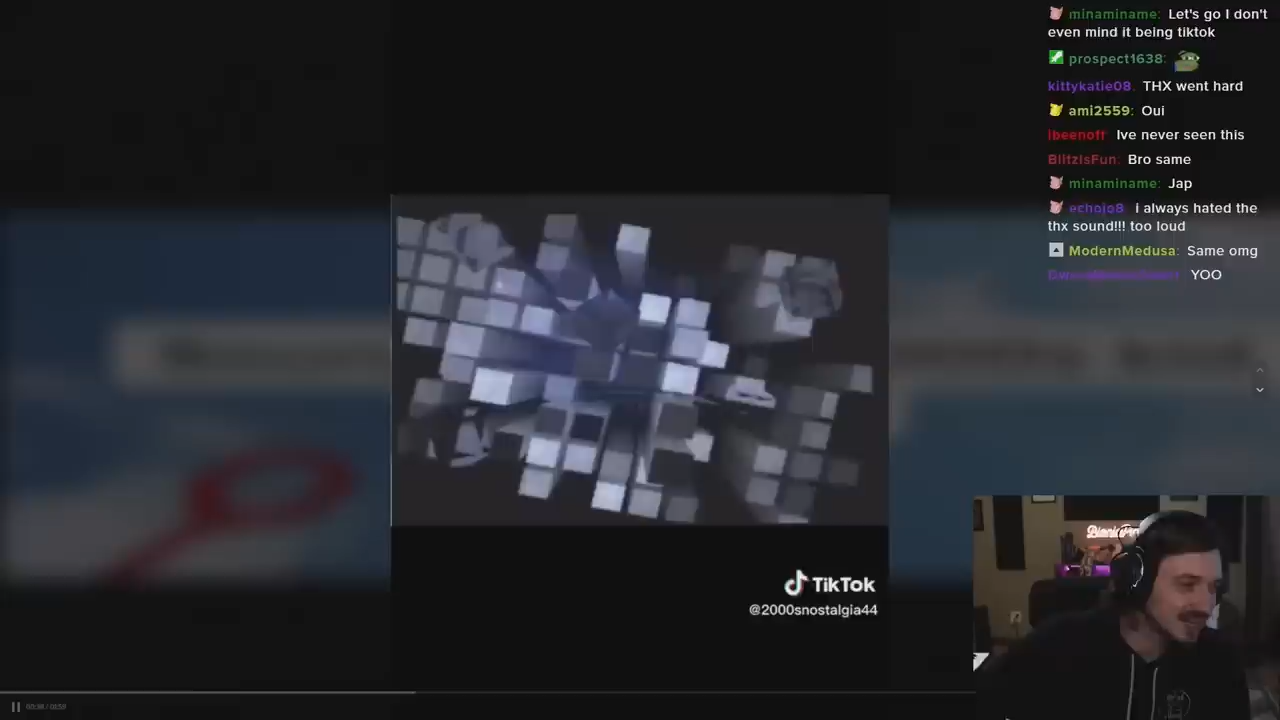 minaminame: Let's go I don't
even mind it being tiktok
prospect1638:
kittykatie08: THX went hard
ami2559: Oui
lbeenoff: Ive never seen this
BiltzIsFun: Bro same
minaminame: Jap
echojo8: i always hated the
thx sound!!! too loud
ModernMedusa: Same omg
YOO
TikTok
@2000snostalgia44